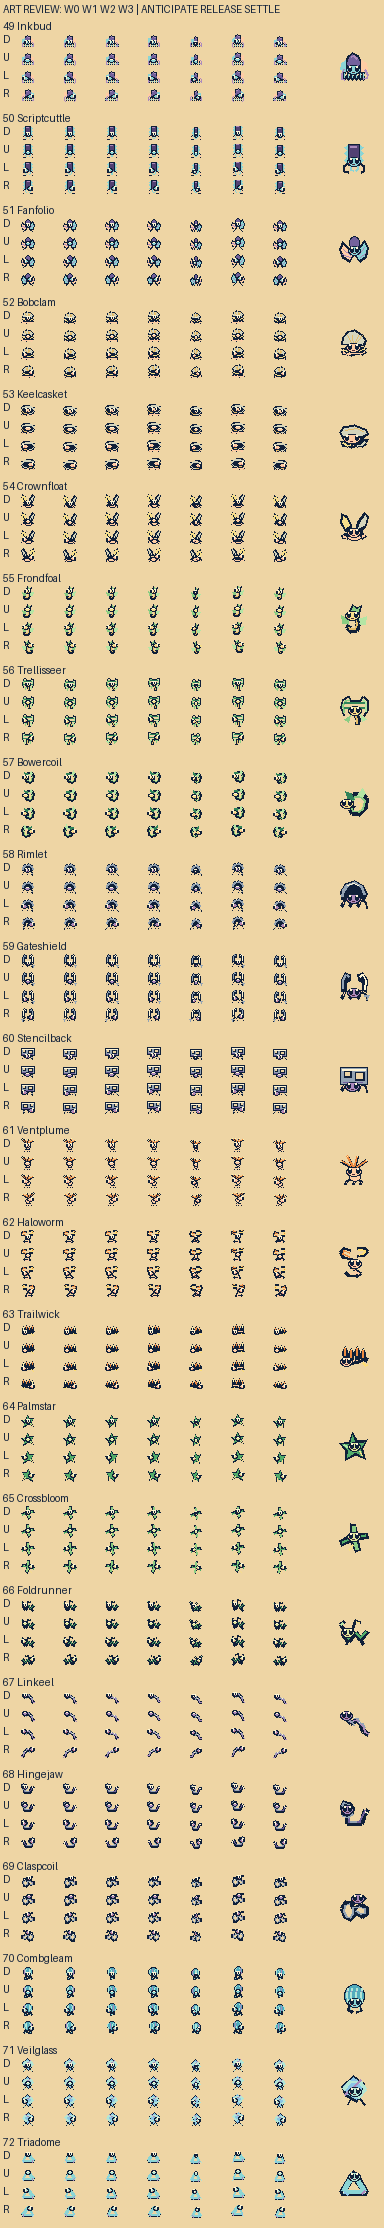 ART REVIEW: W0 W1 W2 W3 | ANTICIPATE RELEASE SETTLE
49 Inkbud
D
U
L
R
50 Scriptcuttle
D
U
L
R
51 Fanfolio
D
U
L
R
52 Bobclam
D
U
L
R
53 Keelcasket
D
U
L
R
54 Crownfloat
D
U
L
R
55 Frondfoal
D
U
L
R
56 Trellisseer
D
U
L
R
57 Bowercoil
D
U
L
R
58 Rimlet
D
U
L
R
59 Gateshield
D
U
L
R
60 Stencilback
D
U
L
R
61 Ventplume
D
U
L
R
62 Haloworm
D
U
L
R
63 Trailwick
D
U
L
R
64 Palmstar
D
U
L
R
65 Crossbloom
D
U
L
R
66 Foldrunner
D
U
L
R
67 Linkeel
D
U
L
R
68 Hingejaw
D
U
L
R
69 Claspcoil
D
U
L
R
70 Combgleam
D
U
L
R
71 Veilglass
D
U
L
R
72 Triadome
D
U
L
R